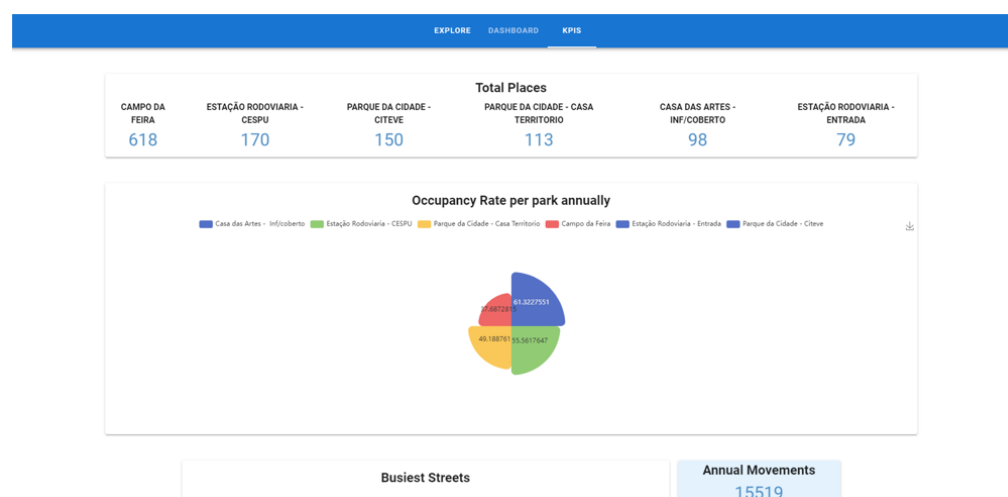 EXPLORE DASHBOARD KPIS
Total Places
CAMPO DA FEIRA
618
ESTAÇÃO RODOVIARIA - CESPU
170
PARQUE DA CIDADE - CITEVE
150
PARQUE DA CIDADE - CASA TERRITORIO
113
CASA DAS ARTES - INF/COBERTO
98
ESTAÇÃO RODOVIARIA - ENTRADA
79
Occupancy Rate per park annually
Casa das Artes - Inf/coberto Estação Rodoviaria - CESPU Parque da Cidade - Casa Territorio Campo da Feira Estação Rodoviaria - Entrada Parque da Cidade - Citeve
61.3227551
49.188761 55.5617647
Busiest Streets
Annual Movements
15519